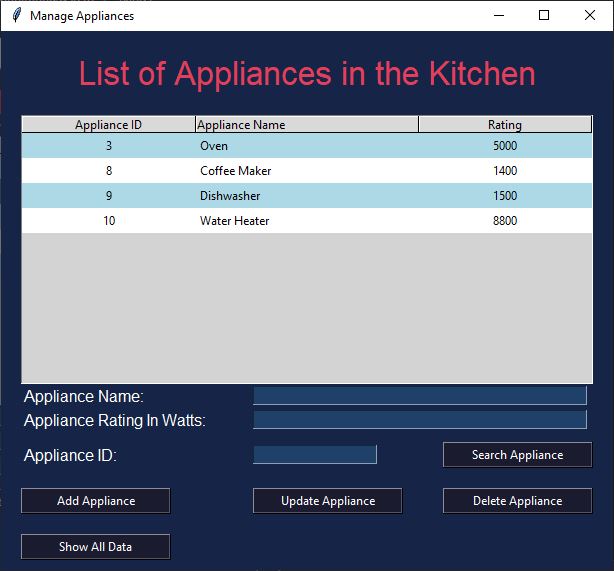 Manage Appliances
List of Appliances in the Kitchen
Appliance ID Appliance Name Rating
3 Oven 5000
8 Coffee Maker 1400
9 Dishwasher 1500
10 Water Heater 8800
Appliance Name:
Appliance Rating In Watts:
Appliance ID: Search Appliance
Add Appliance Update Appliance Delete Appliance
Show All Data